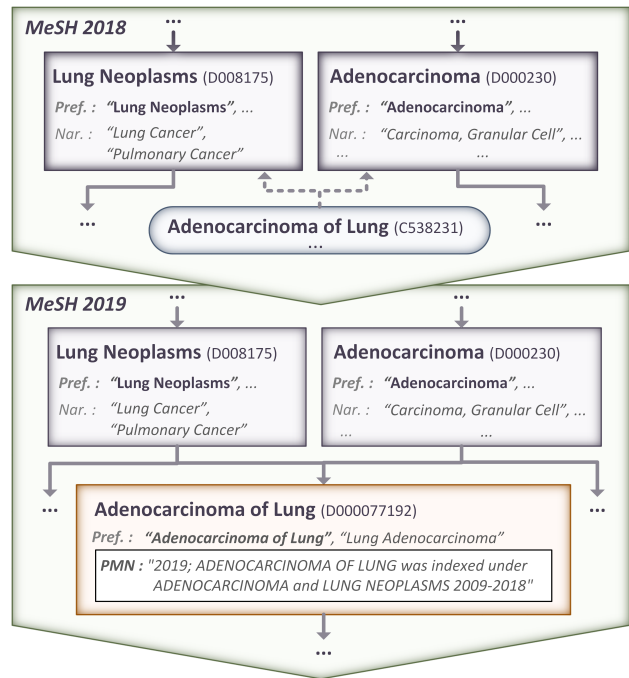 MeSH 2018
... ...
Lung Neoplasms (D008175)
Pref. : “Lung Neoplasms”, ...
Nar. : “Lung Cancer”,
“Pulmonary Cancer”
Adenocarcinoma (D000230)
Pref. : “Adenocarcinoma”, ...
Nar. : “Carcinoma, Granular Cell”, ...
... ...
... ...
Adenocarcinoma of Lung (C538231)
...
MeSH 2019
... ...
Lung Neoplasms (D008175)
Pref. : “Lung Neoplasms”, ...
Nar. : “Lung Cancer”,
“Pulmonary Cancer”
Adenocarcinoma (D000230)
Pref. : “Adenocarcinoma”, ...
Nar. : “Carcinoma, Granular Cell”, ...
... ...
... ...
Adenocarcinoma of Lung (D000077192)
Pref. : “Adenocarcinoma of Lung”, “Lung Adenocarcinoma”
PMN : "2019; ADENOCARCINOMA OF LUNG was indexed under
ADENOCARCINOMA and LUNG NEOPLASMS 2009-2018"
...